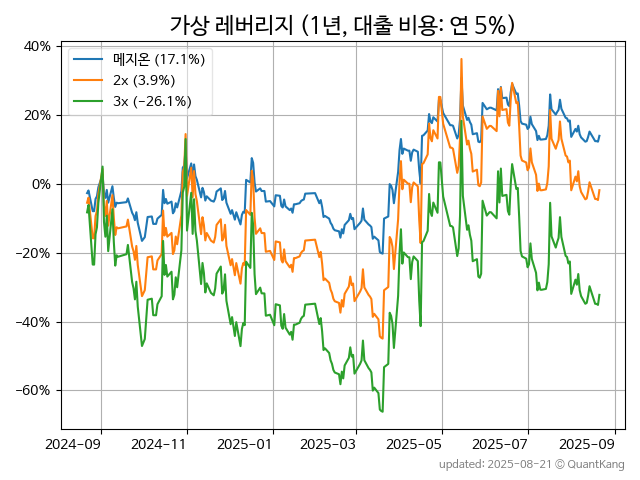 가상 레버리지 (1년, 대출 비용: 연 5%)
메지온 (17.1%)
2x (3.9%)
3x (−26.1%)
40%
20%
0%
−20%
−40%
−60%
2024-09 2024-11 2025-01 2025-03 2025-05 2025-07 2025-09
updated: 2025-08-21 © QuantKang